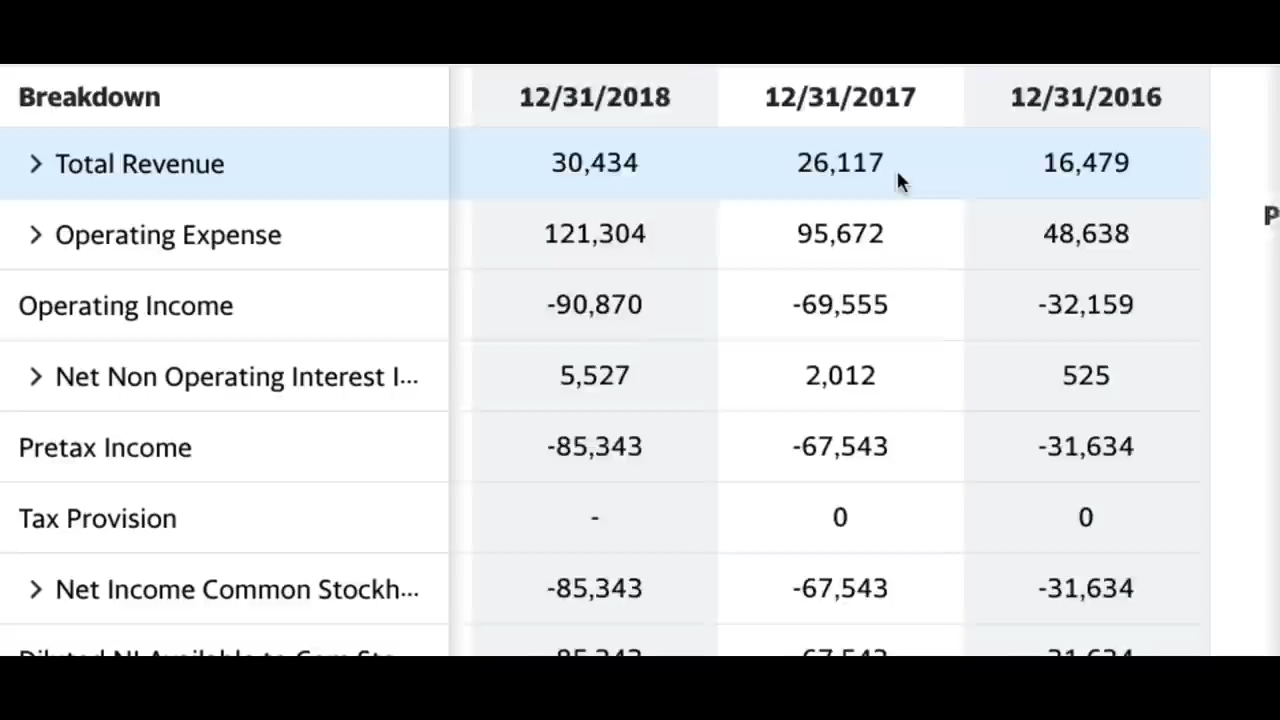 Breakdown 12/31/2018 12/31/2017 12/31/2016
Total Revenue 30,434 26,117 16,479
Operating Expense 121,304 95,672 48,638
Operating Income -90,870 -69,555 -32,159
Net Non Operating Interest I... 5,527 2,012 525
Pretax Income -85,343 -67,543 -31,634
Tax Provision - 0 0
Net Income Common Stockh... -85,343 -67,543 -31,634